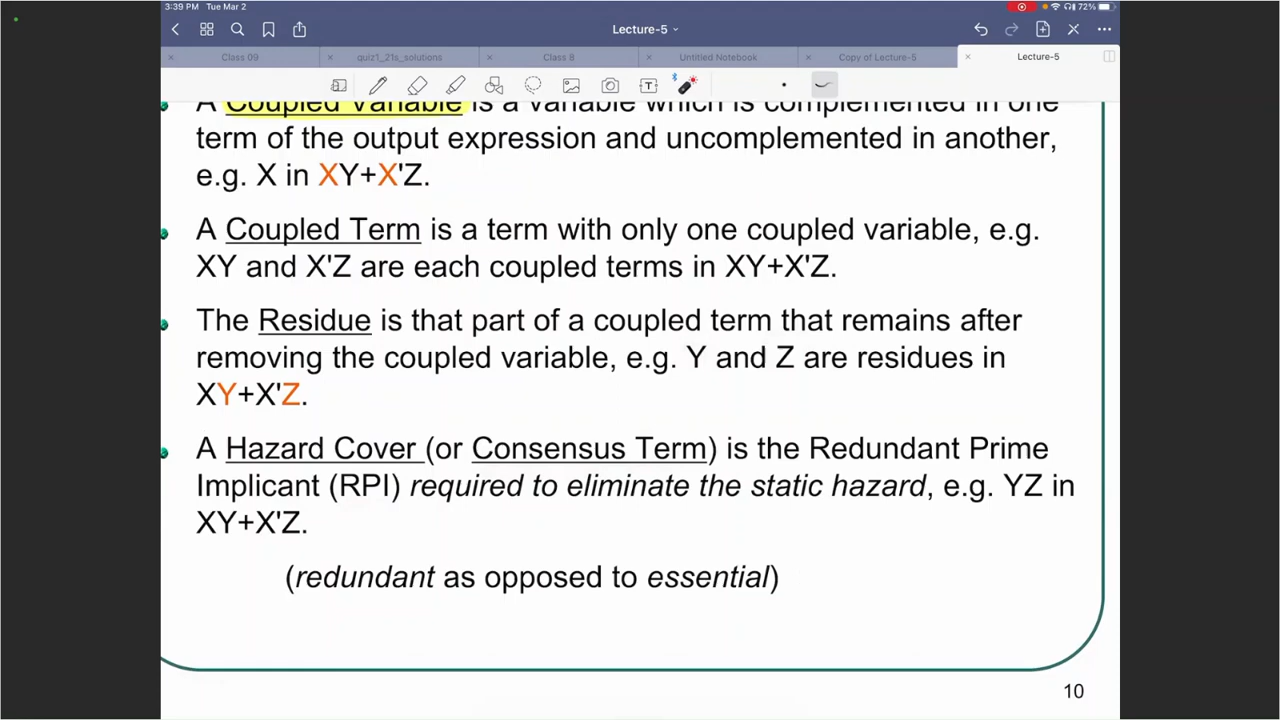 3:39 PM Tue Mar 2
72%
Lecture-5
Class 09
quiz1_21s_solutions
Class 8
Untitled Notebook
Copy of Lecture-5
Lecture-5
A Coupled Variable is a variable which is complemented in one
term of the output expression and uncomplemented in another,
e.g. X in XY+X'Z.
A Coupled Term is a term with only one coupled variable, e.g.
XY and X'Z are each coupled terms in XY+X'Z.
The Residue is that part of a coupled term that remains after
removing the coupled variable, e.g. Y and Z are residues in
XY+X'Z.
A Hazard Cover (or Consensus Term) is the Redundant Prime
Implicant (RPI) required to eliminate the static hazard, e.g. YZ in
XY+X'Z.
(redundant as opposed to essential)
10